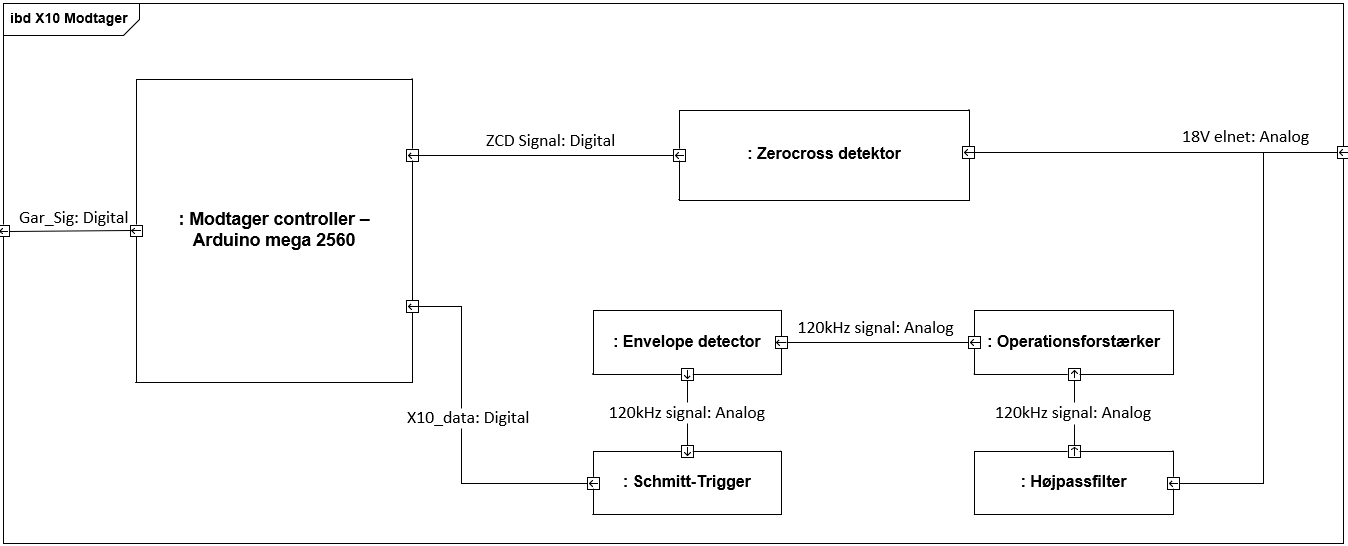 ibd X10 Modtager
18V elnet: Analog
ZCD Signal: Digital
: Zerocross detektor
Gar_Sig: Digital
: Modtager controller –
Arduino mega 2560
120kHz signal: Analog
: Envelope detector
: Operationsforstærker
120kHz signal: Analog
120kHz signal: Analog
X10_data: Digital
: Schmitt-Trigger
: Højpassfilter